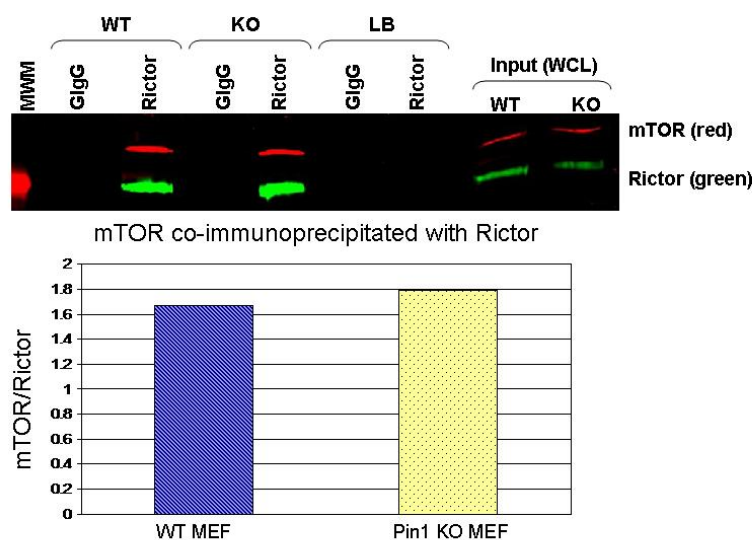 WT KO LB
Input (WCL)
MWM GIgG Rictor GIgG Rictor GIgG Rictor WT KO
mTOR (red)
Rictor (green)
mTOR co-immunoprecipitated with Rictor
mTOR/Rictor
2
1.8
1.6
1.4
1.2
1
0.8
0.6
0.4
0.2
0
WT MEF Pin1 KO MEF